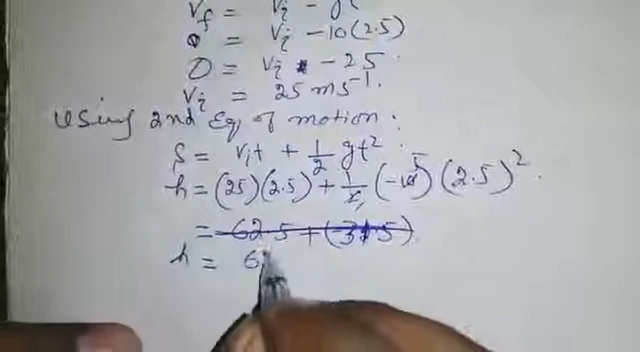 Vf = Vi - gt
0 = Vi - 10(2.5)
0 = Vi - 25.
Vi = 25 ms⁻¹.
Using 2nd Eq of motion:
S = Vit + 1/2 gt²
h = (25)(2.5) + 1/2 (-10) 5 (2.5)².
= 62.5 + (-31.5)
h = 6